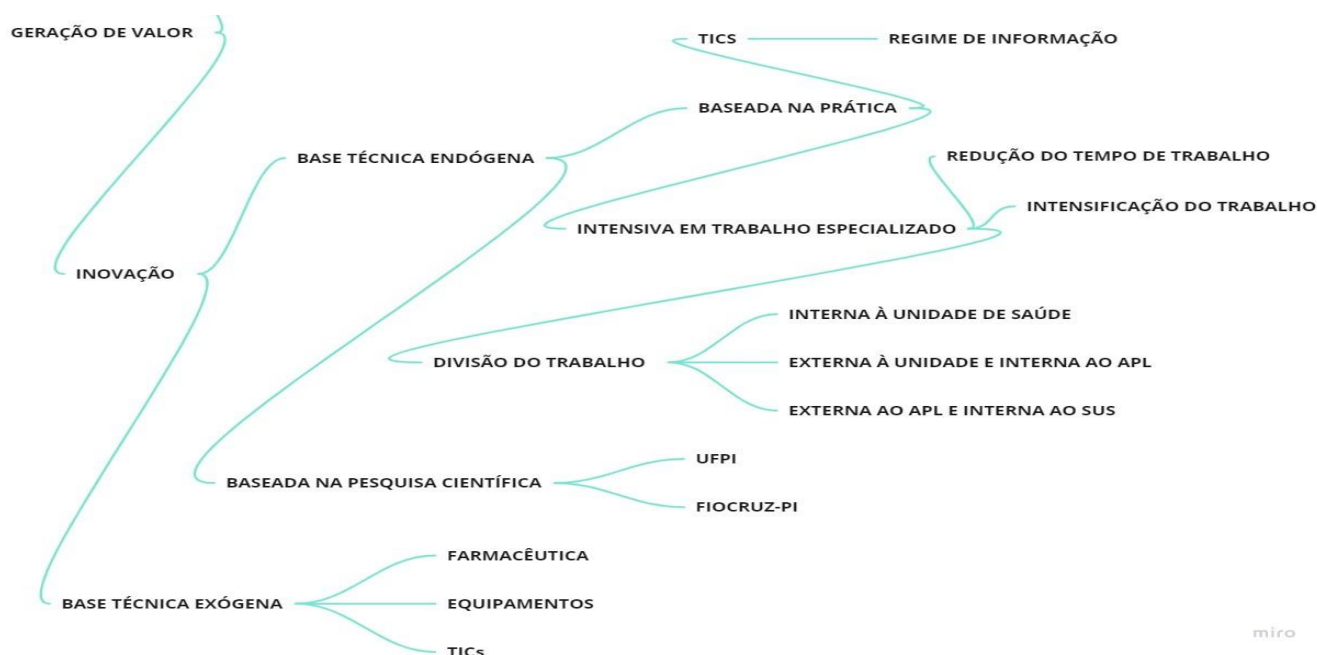 GERAÇÃO DE VALOR
TICS
REGIME DE INFORMAÇÃO
BASEADA NA PRÁTICA
BASE TÉCNICA ENDÓGENA
REDUÇÃO DO TEMPO DE TRABALHO
INTENSIFICAÇÃO DO TRABALHO
INTENSIVA EM TRABALHO ESPECIALIZADO
INOVAÇÃO
INTERNA À UNIDADE DE SAÚDE
DIVISÃO DO TRABALHO
EXTERNA À UNIDADE E INTERNA AO APL
EXTERNA AO APL E INTERNA AO SUS
UFPI
BASEADA NA PESQUISA CIENTÍFICA
FIOCRUZ-PI
FARMACÊUTICA
BASE TÉCNICA EXÓGENA
EQUIPAMENTOS
TICs
miro